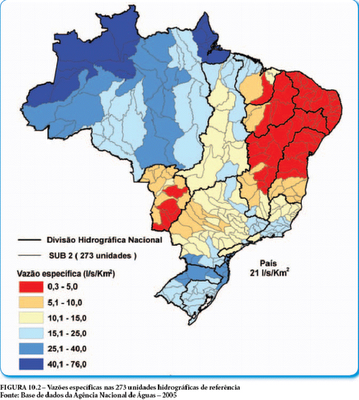 Divisão Hidrográfica Nacional
SUB 2 ( 273 unidades )
País
21 l/s/Km²
Vazão específica (l/s/Km²)
0,3 - 5,0
5,1 - 10,0
10,1 - 15,0
15,1 - 25,0
25,1 - 40,0
40,1 - 76,0
FIGURA 10.2 – Vazões específicas nas 273 unidades hidrográficas de referência
Fonte: Base de dados da Agência Nacional de Águas – 2005